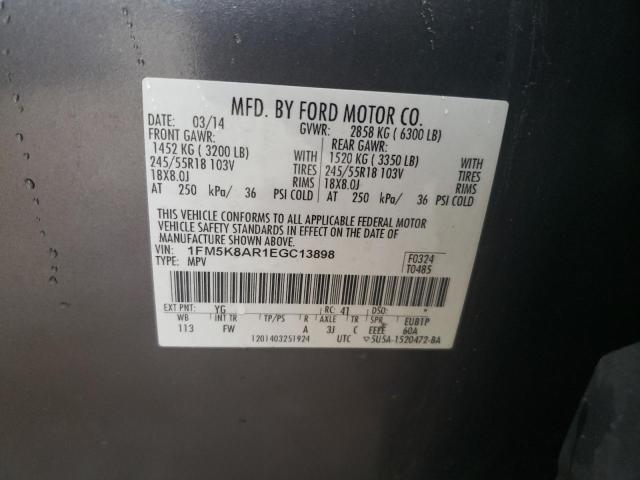 MFD. BY FORD MOTOR CO.
DATE: 03/14 GVWR: 2858 KG ( 6300 LB)
FRONT GAWR: REAR GAWR:
1452 KG ( 3200 LB) WITH 1520 KG ( 3350 LB) WITH
245/55R18 103V TIRES 245/55R18 103V TIRES
18X8.0J RIMS 18X8.0J RIMS
AT 250 kPa/ 36 PSI COLD AT 250 kPa/ 36 PSI COLD
THIS VEHICLE CONFORMS TO ALL APPLICABLE FEDERAL MOTOR
VEHICLE SAFETY STANDARDS IN EFFECT ON THE DATE OF
MANUFACTURE SHOWN ABOVE.
VIN: 1FM5K8AR1EGC13898 F0324
TYPE: MPV T0485
EXT PNT: YG RC: 41 DSO: *
WB INT TR TP/PS R AXLE TR SPR EUB1P
113 FW A 3J C EEEE 60A
1201403251924 UTC 5U5A-1520472-BA